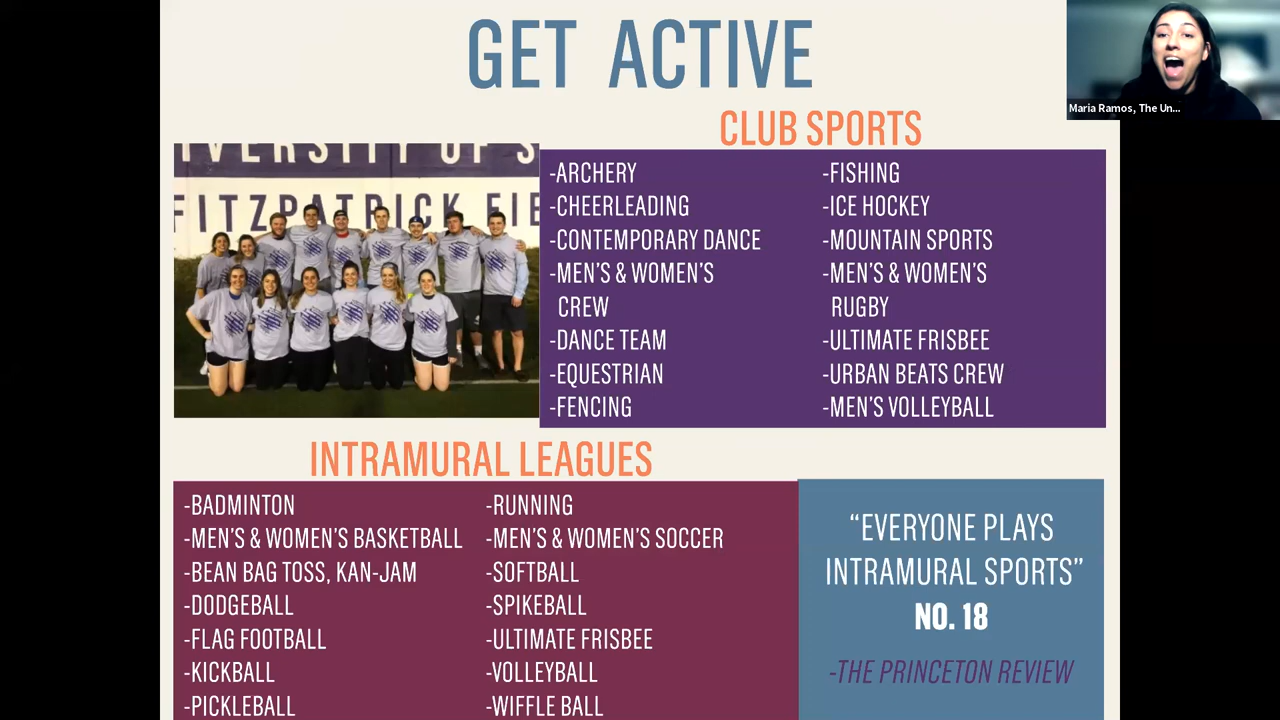 GET ACTIVE
Maria Ramos, The Un...
CLUB SPORTS
IVERSITY OF S
FITZPATRICK FIE
-ARCHERY
-CHEERLEADING
-CONTEMPORARY DANCE
-MEN'S & WOMEN'S
CREW
-DANCE TEAM
-EQUESTRIAN
-FENCING
-FISHING
-ICE HOCKEY
-MOUNTAIN SPORTS
-MEN'S & WOMEN'S
RUGBY
-ULTIMATE FRISBEE
-URBAN BEATS CREW
-MEN'S VOLLEYBALL
INTRAMURAL LEAGUES
-BADMINTON
-MEN'S & WOMEN'S BASKETBALL
-BEAN BAG TOSS, KAN-JAM
-DODGEBALL
-FLAG FOOTBALL
-KICKBALL
-PICKLEBALL
-RUNNING
-MEN'S & WOMEN'S SOCCER
-SOFTBALL
-SPIKEBALL
-ULTIMATE FRISBEE
-VOLLEYBALL
-WIFFLE BALL
“EVERYONE PLAYS
INTRAMURAL SPORTS”
NO. 18
-THE PRINCETON REVIEW